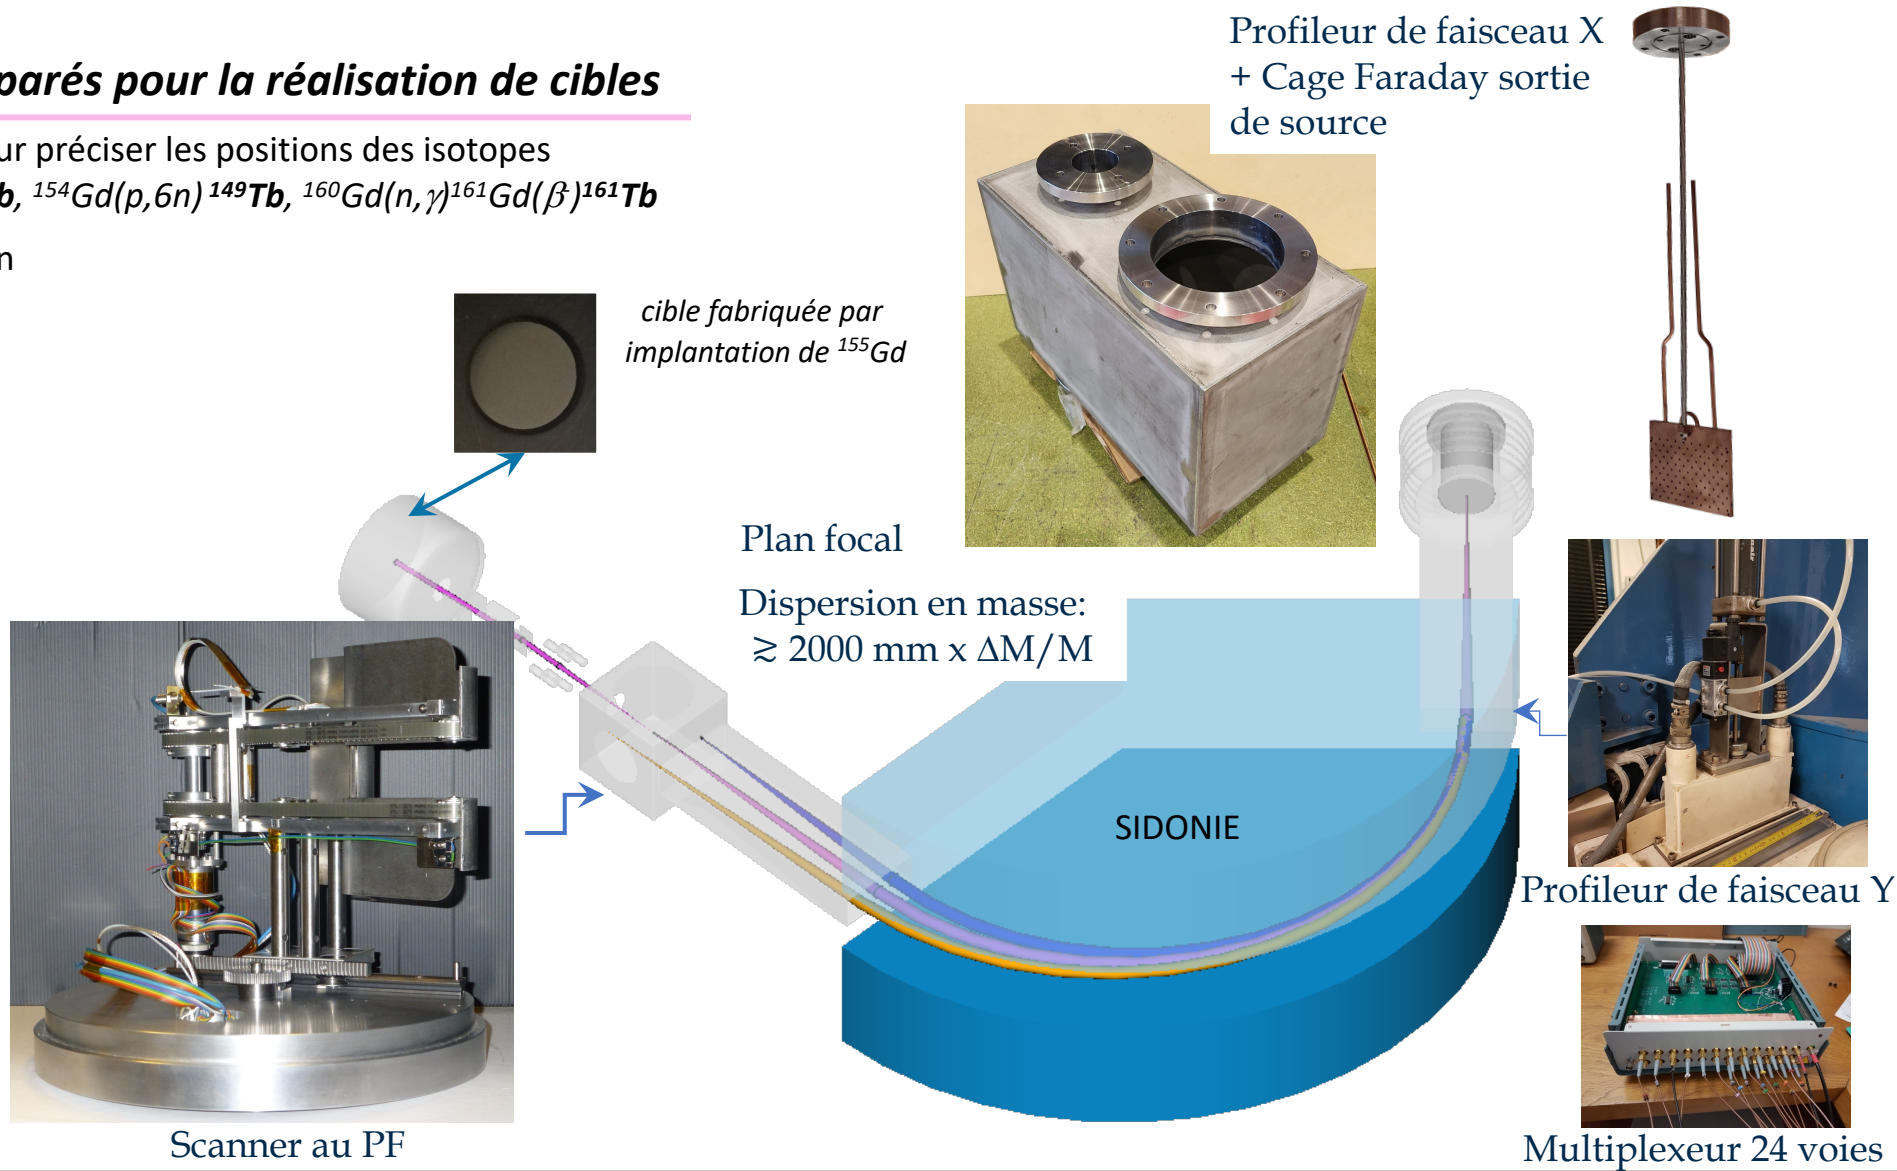 parés pour la réalisation de cibles
ur préciser les positions des isotopes
b, ¹⁵⁴Gd(p,6n) ¹⁴⁹Tb, ¹⁶⁰Gd(n,γ)¹⁶¹Gd(β⁻)¹⁶¹Tb
n
cible fabriquée par
implantation de ¹⁵⁵Gd
Profileur de faisceau X
+ Cage Faraday sortie
de source
Plan focal
Dispersion en masse:
≳ 2000 mm x ΔM/M
SIDONIE
Profileur de faisceau Y
Scanner au PF
Multiplexeur 24 voies